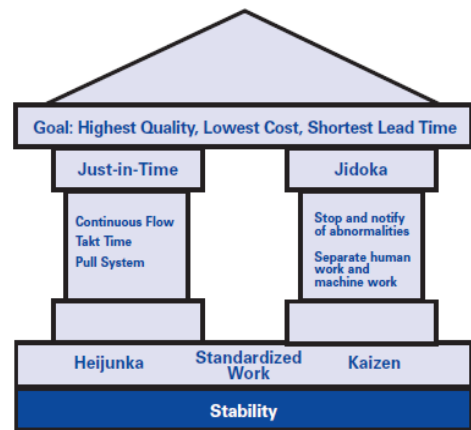 Goal: Highest Quality, Lowest Cost, Shortest Lead Time
Just-in-Time
Continuous Flow
Takt Time
Pull System
Jidoka
Stop and notify
of abnormalities
Separate human
work and
machine work
Heijunka
Standardized
Work
Kaizen
Stability